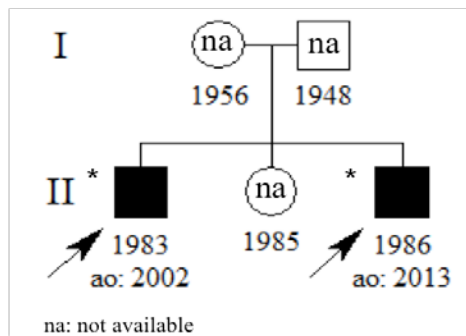 I na na
1956 1948
II * na *
1983 1985 1986
ao: 2002 ao: 2013
na: not available